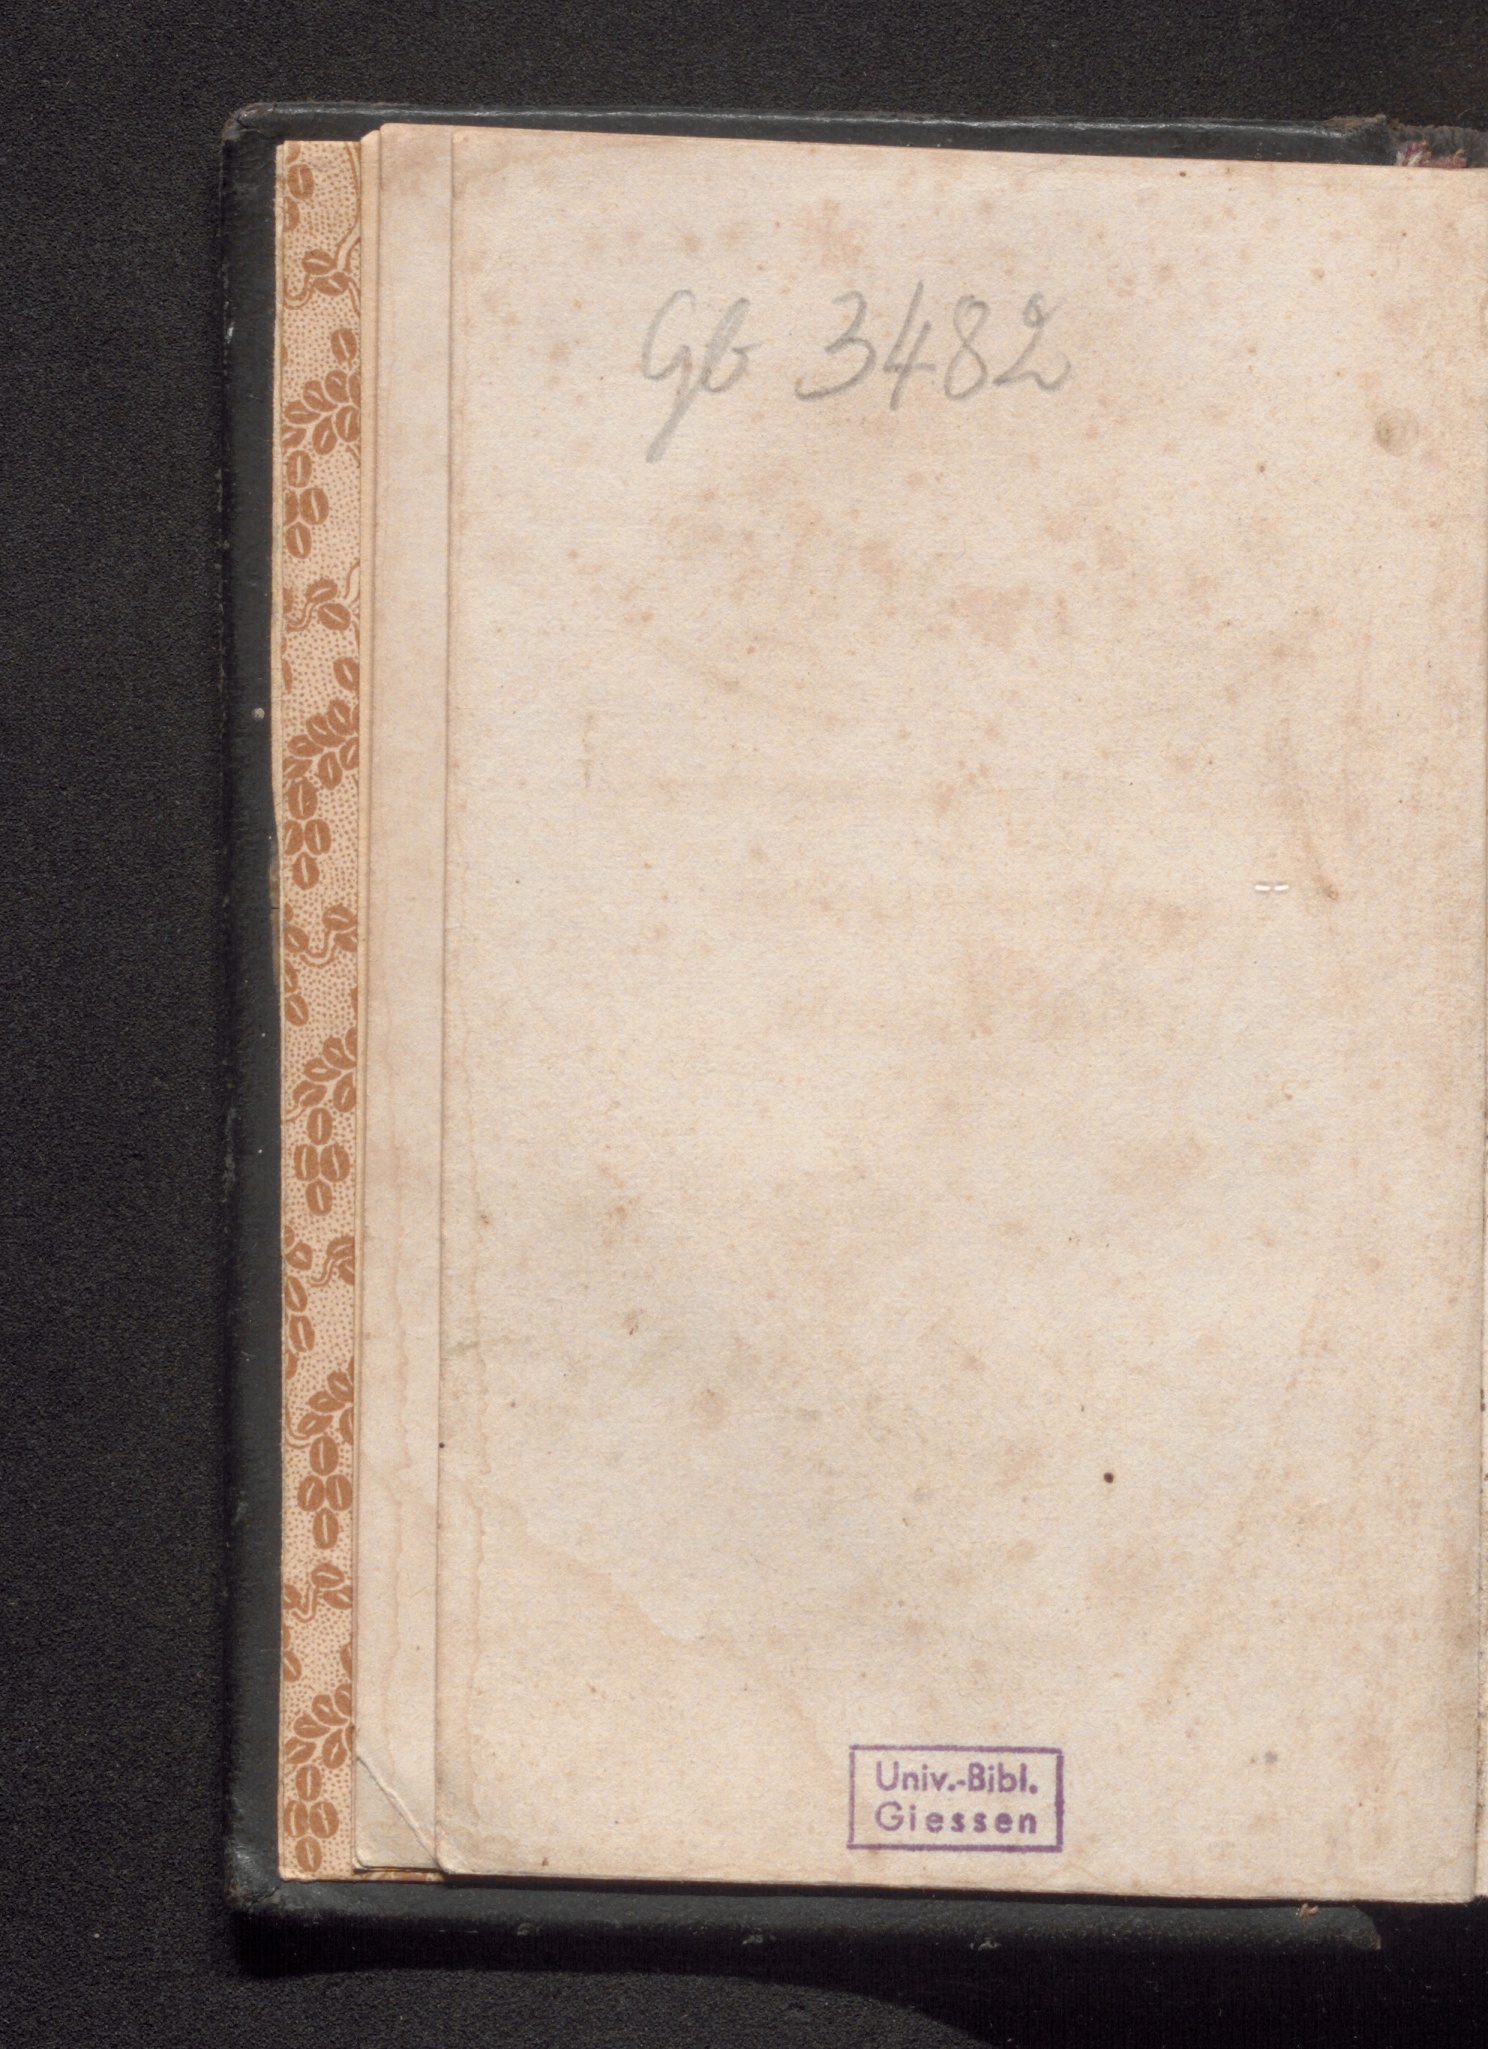 Gb 3482
Univ.-Bibl.
Giessen